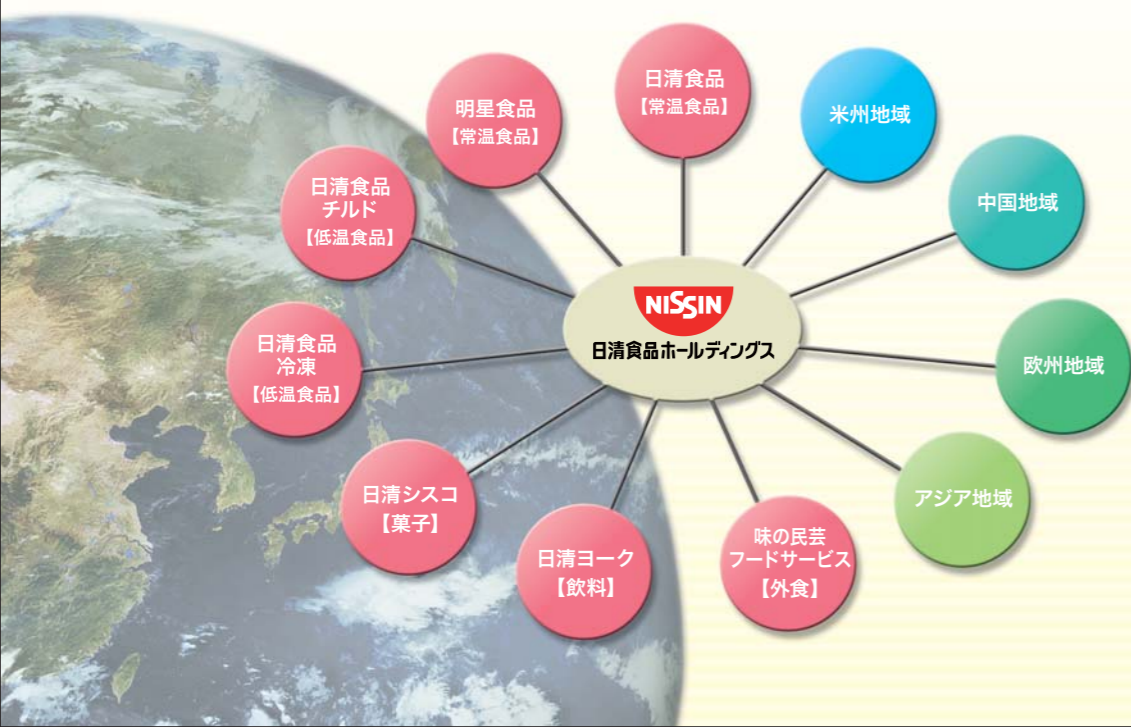 日清食品
【常温食品】
米州地域
中国地域
欧州地域
アジア地域
味の民芸
フードサービス
【外食】
日清ヨーク
【飲料】
日清シスコ
【菓子】
日清食品
冷凍
【低温食品】
日清食品
チルド
【低温食品】
明星食品
【常温食品】
NISSIN
日清食品ホールディングス